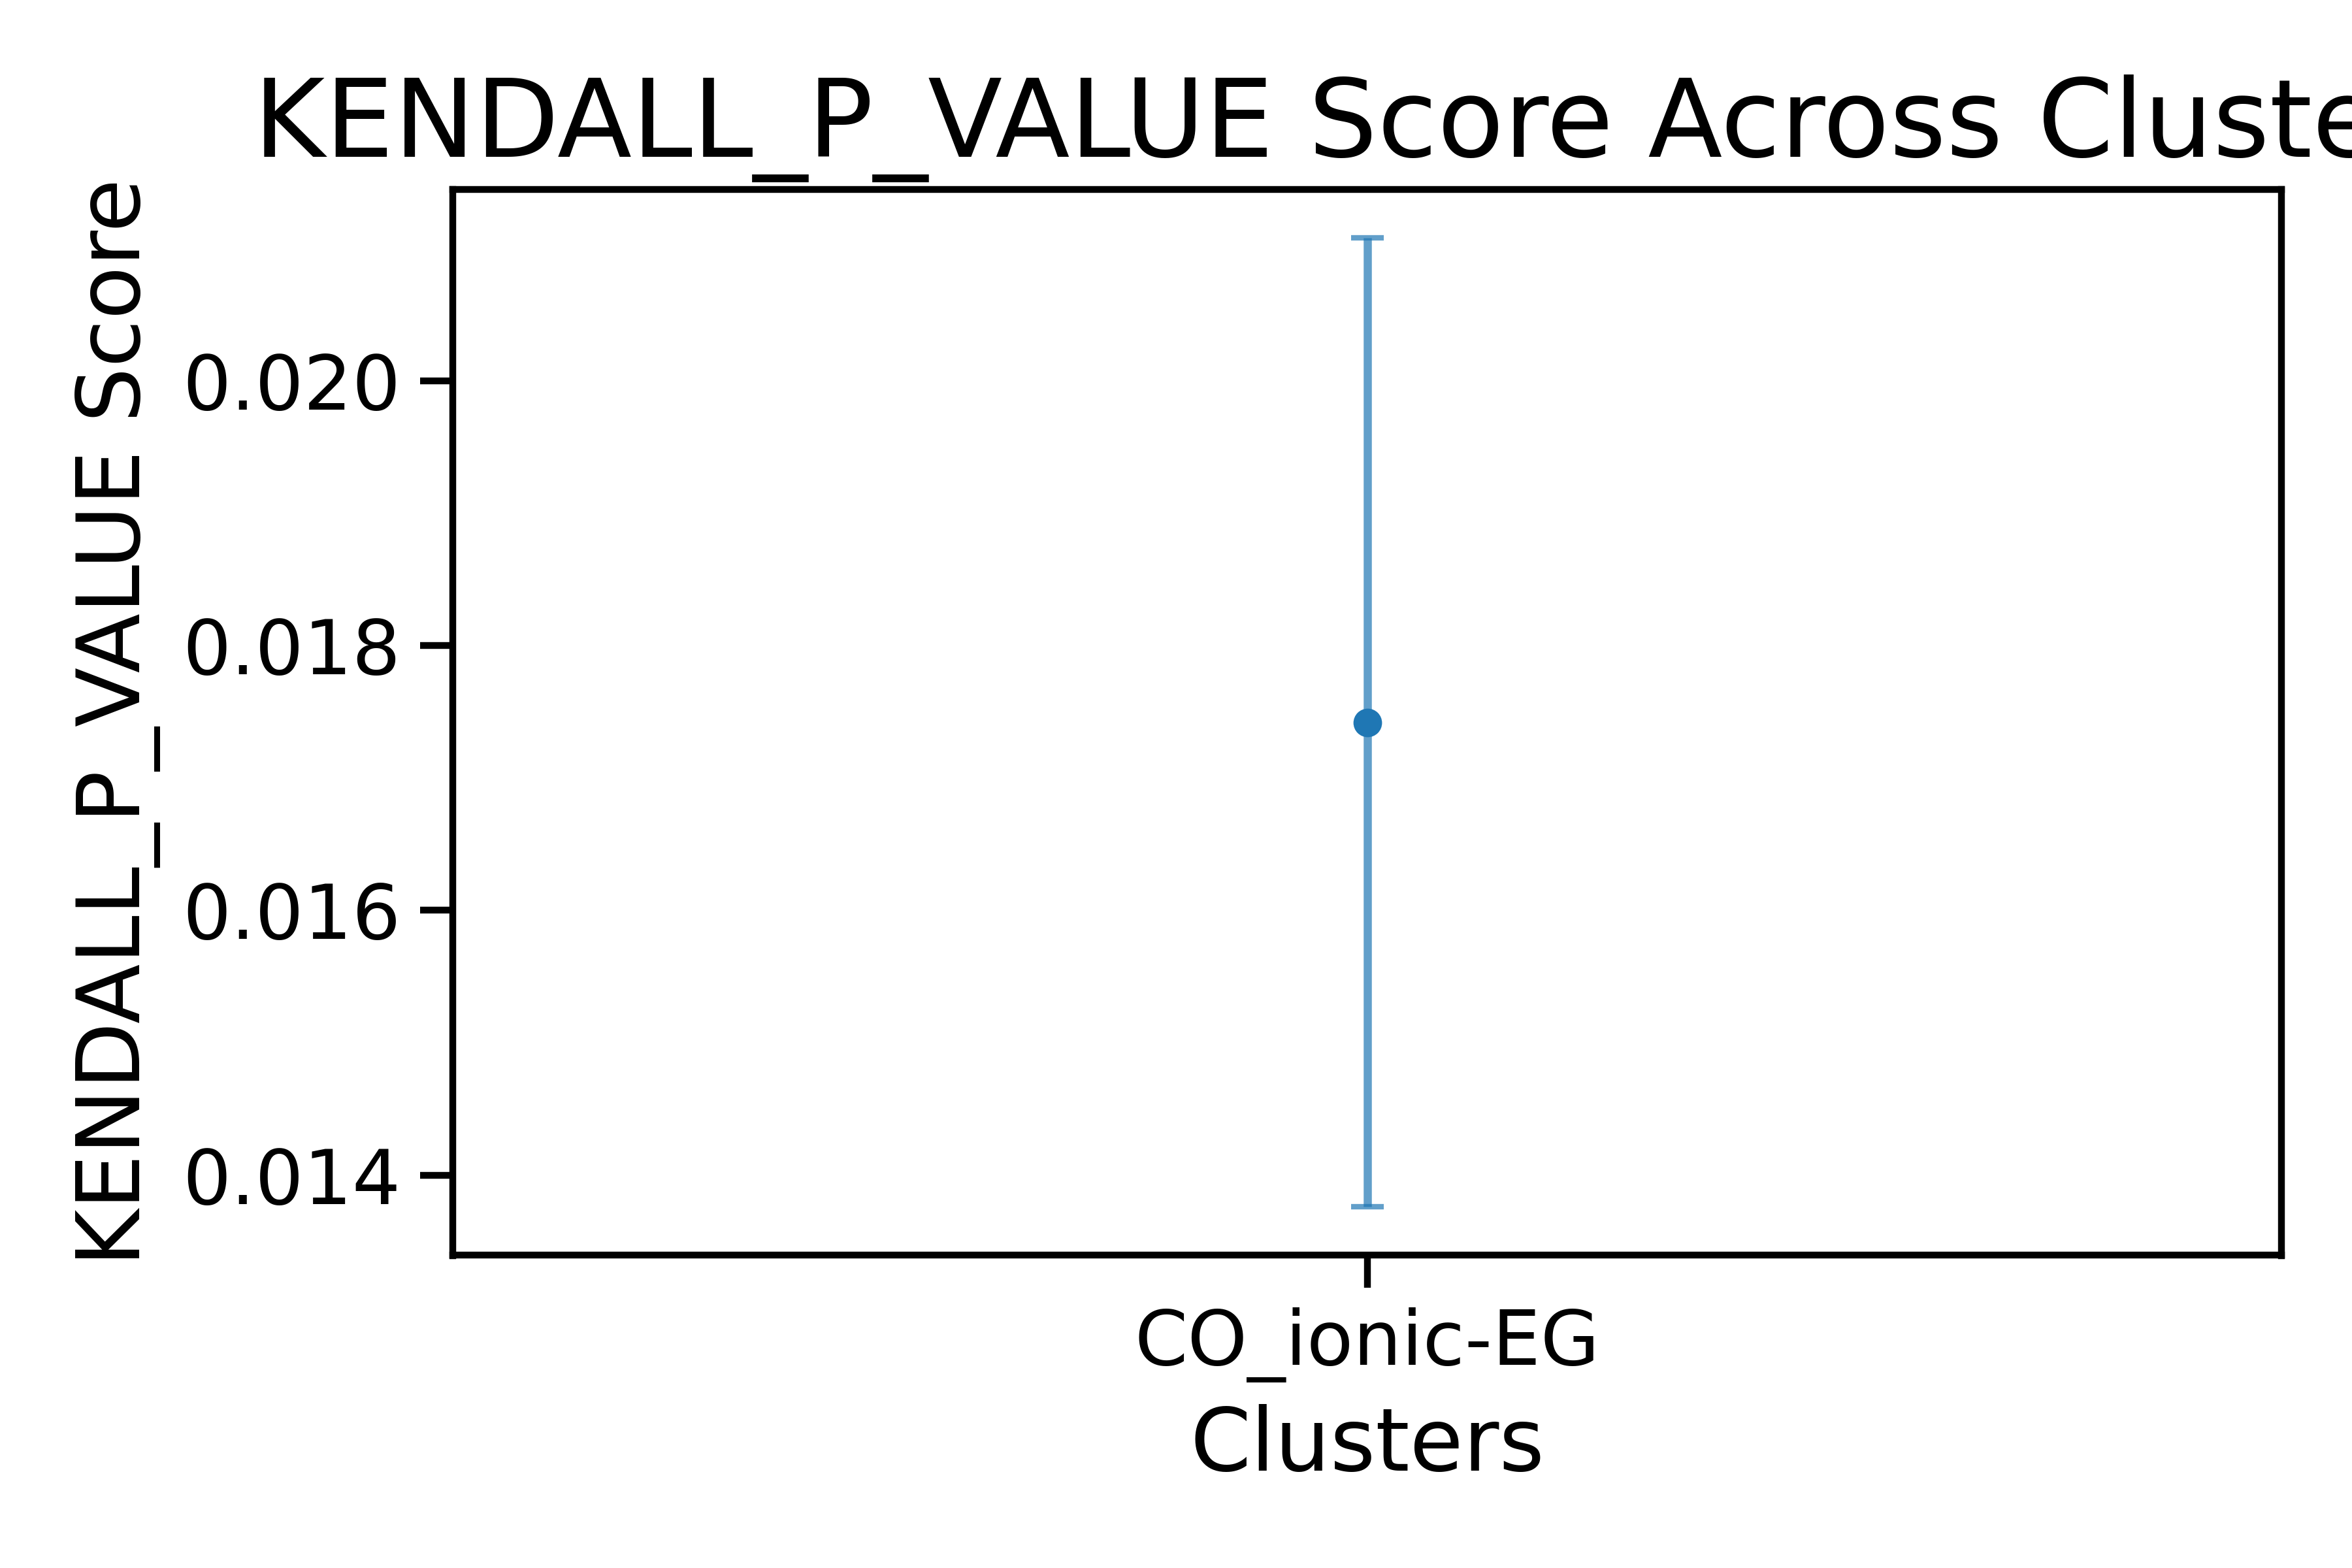 KENDALL_P_VALUE Score Across Cluste
KENDALL_P_VALUE Score
0.020
0.018
0.016
0.014
CO_ionic-EG
Clusters